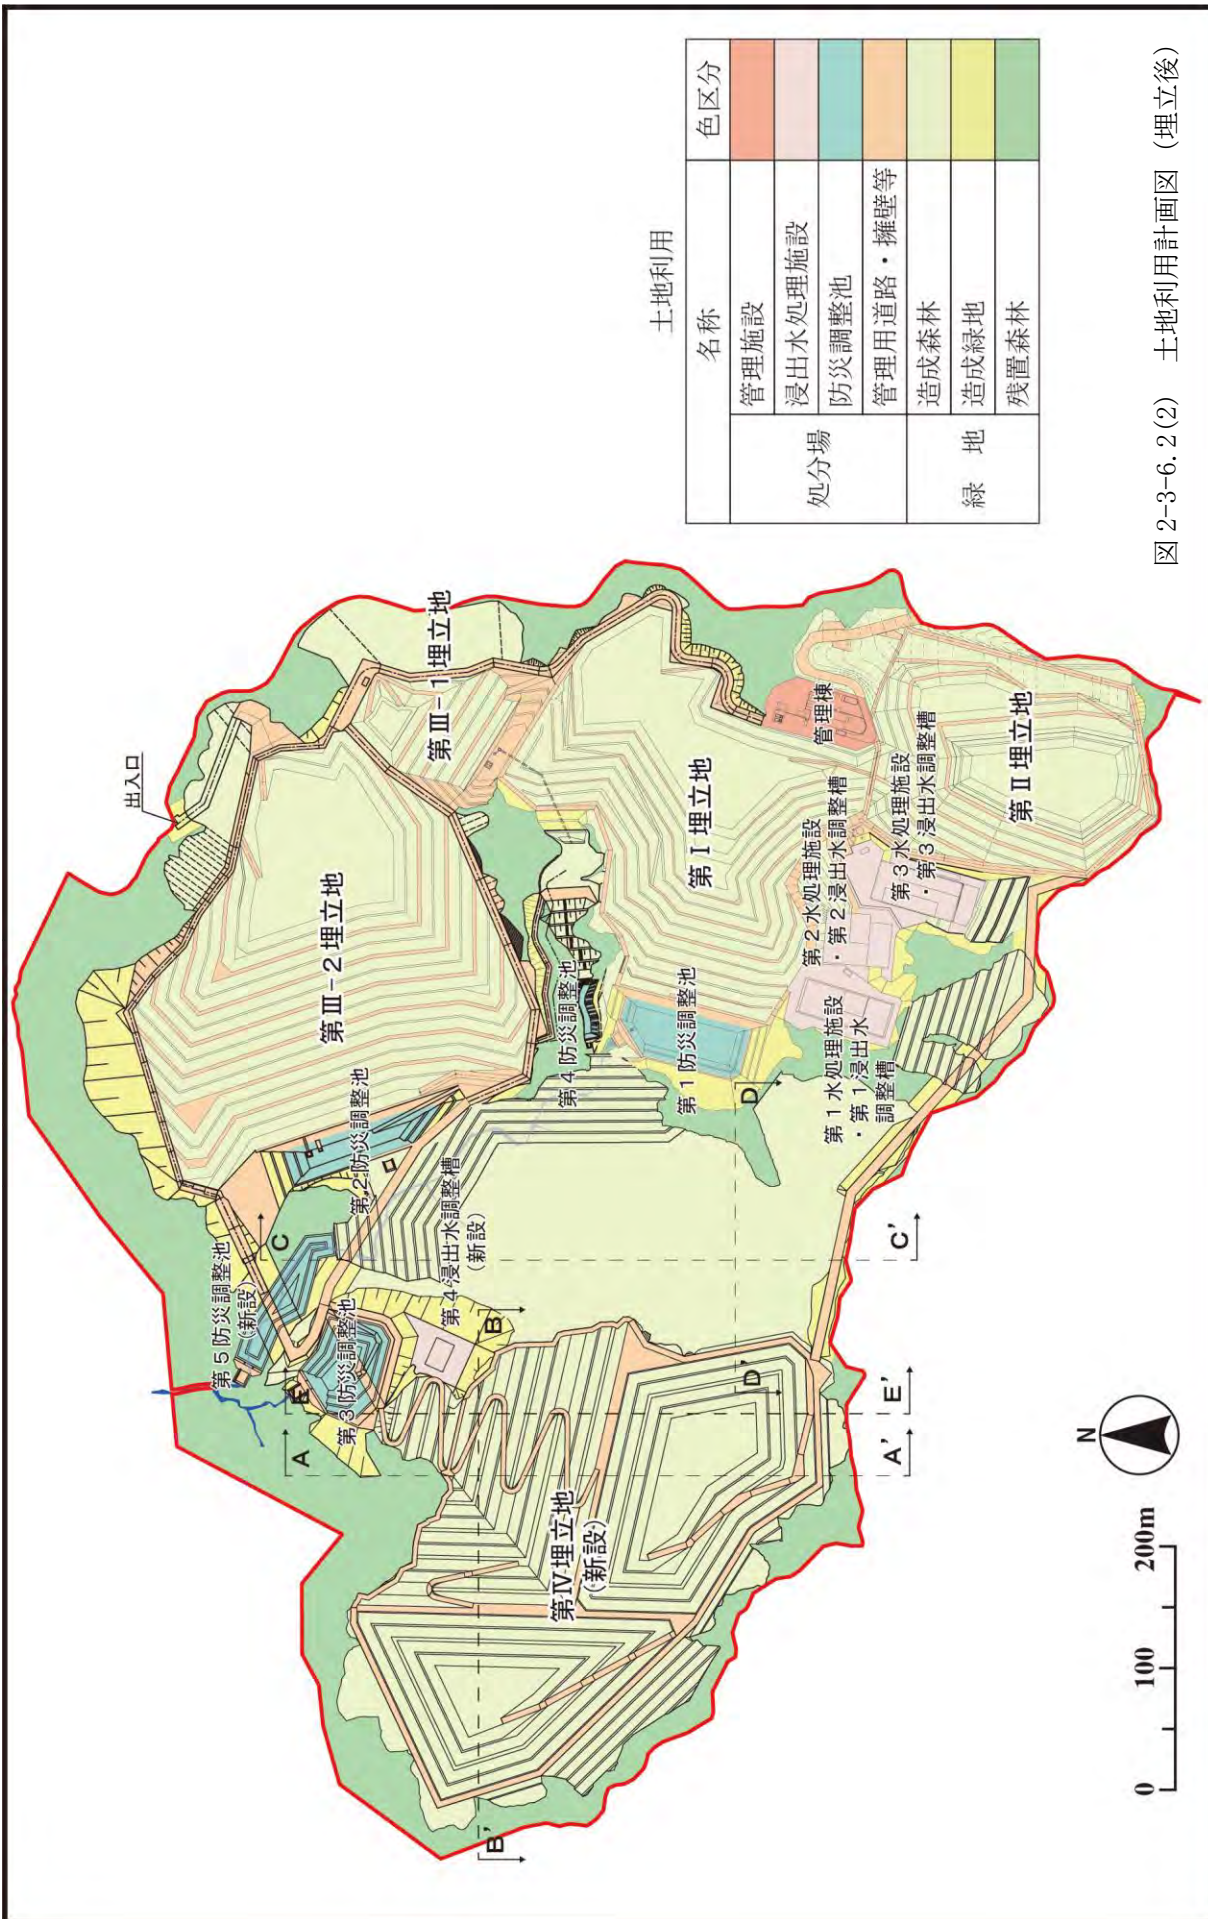 土地利用
名称
色区分
処分場
管理施設
浸出水処理施設
防災調整池
管理用道路・擁壁等
緑 地
造成森林
造成緑地
残置森林
出入口
第Ⅲ-1埋立地
第Ⅲ-2埋立地
第Ⅰ埋立地
管理棟
第Ⅱ埋立地
第2水処理施設
・第2浸出水調整槽
第3水処理施設
・第3浸出水調整槽
第1水処理施設
・第1浸出水
調整槽
第1防災調整池
第4防災調整池
第2防災調整池
第4浸出水調整槽
(新設)
第5防災調整池
(新設)
第3防災調整池
第Ⅳ埋立地
(新設)
A
A'
B
B'
C
C'
D
D'
E
E'
N
0
100
200m
図 2-3-6.2(2) 土地利用計画図 (埋立後)